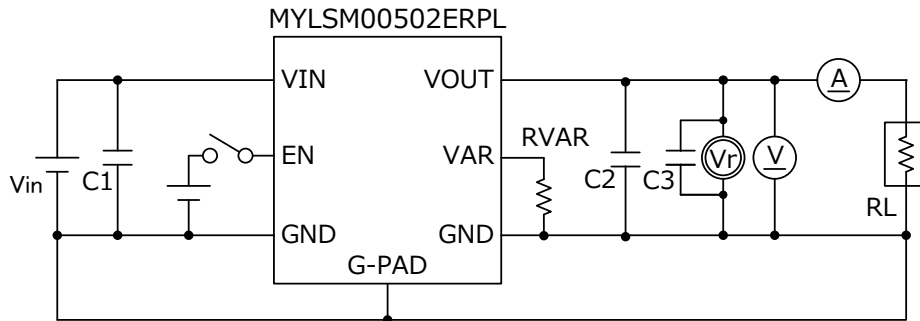 MYLSM00502ERPL
VIN
VOUT
A
EN
VAR
RVAR
Vin
C1
C2
C3
Vr
V
RL
GND
GND
G-PAD